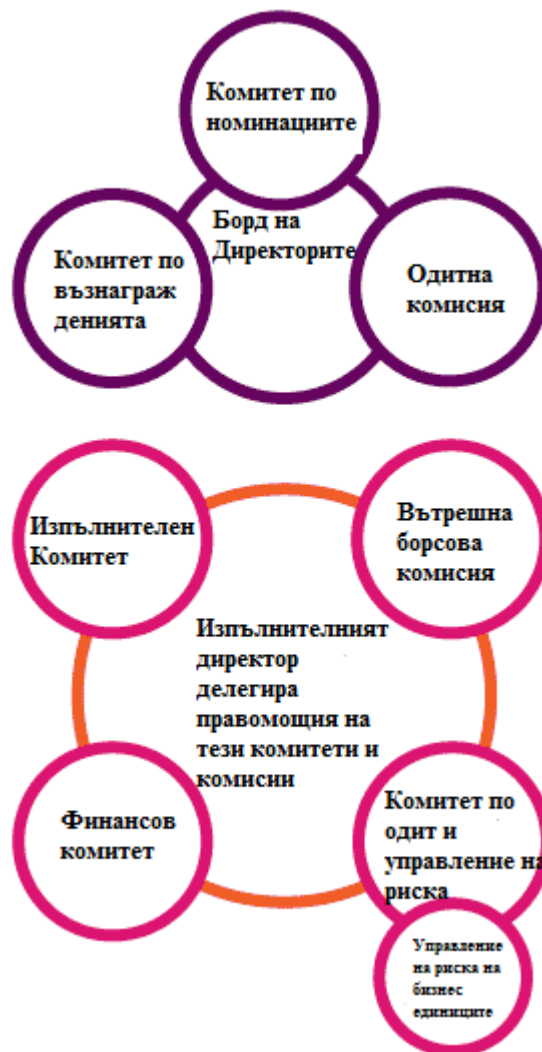 Комитет по
номинациите
Борд на
Директорите
Комитет по
възнаграж
денията
Одитна
комисия
Изпълнителен
Комитет
Вътрешна
борсова
комисия
Изпълнителният
директор
делегира
правомощия на
тези комитети и
комисии
Финансов
комитет
Комитет по
одит и
управление на
риска
Управление
на риска на
бизнес
единиците